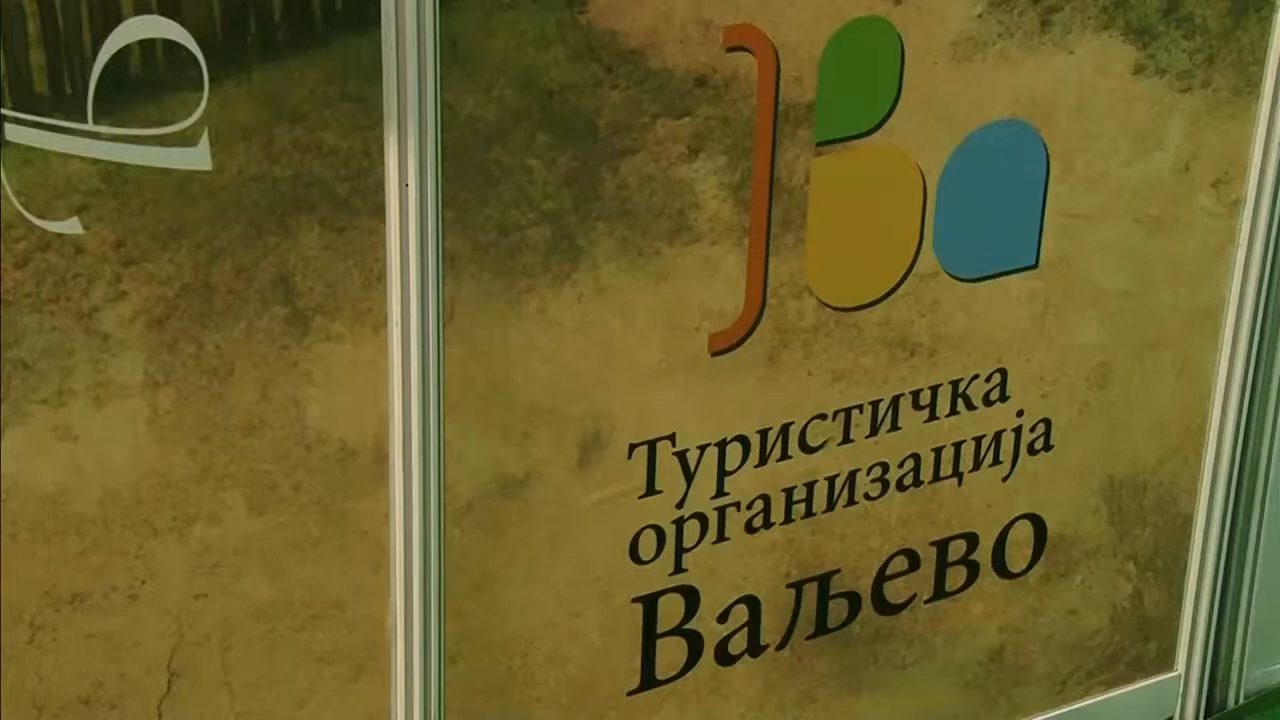 Туристичка
организација
Ваљево